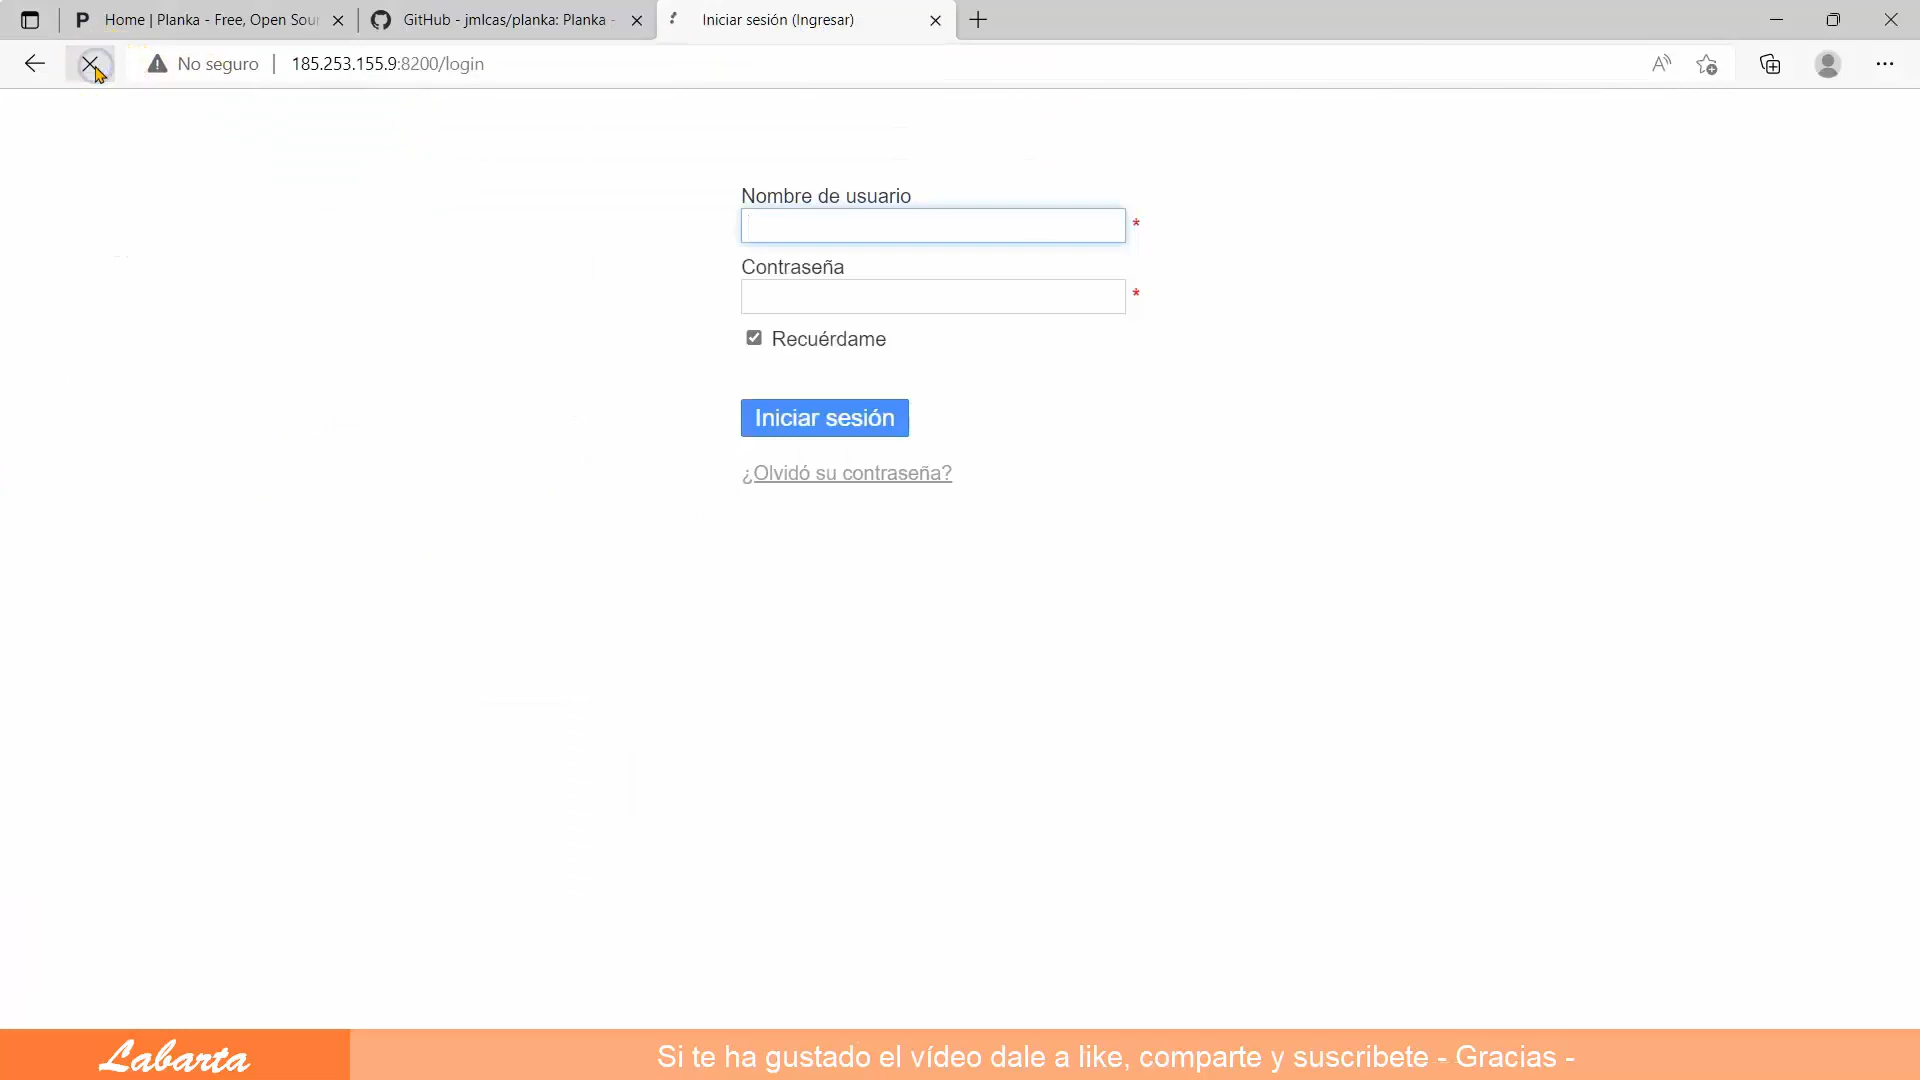 Home | Planka - Free, Open Sou
GitHub - jmlcas/planka: Planka -
Iniciar sesión (Ingresar)
No seguro | 185.253.155.9:8200/login
Nombre de usuario
*
Contraseña
*
Recuérdame
Iniciar sesión
¿Olvidó su contraseña?
Labarta
Si te ha gustado el vídeo dale a like, comparte y suscribete - Gracias -